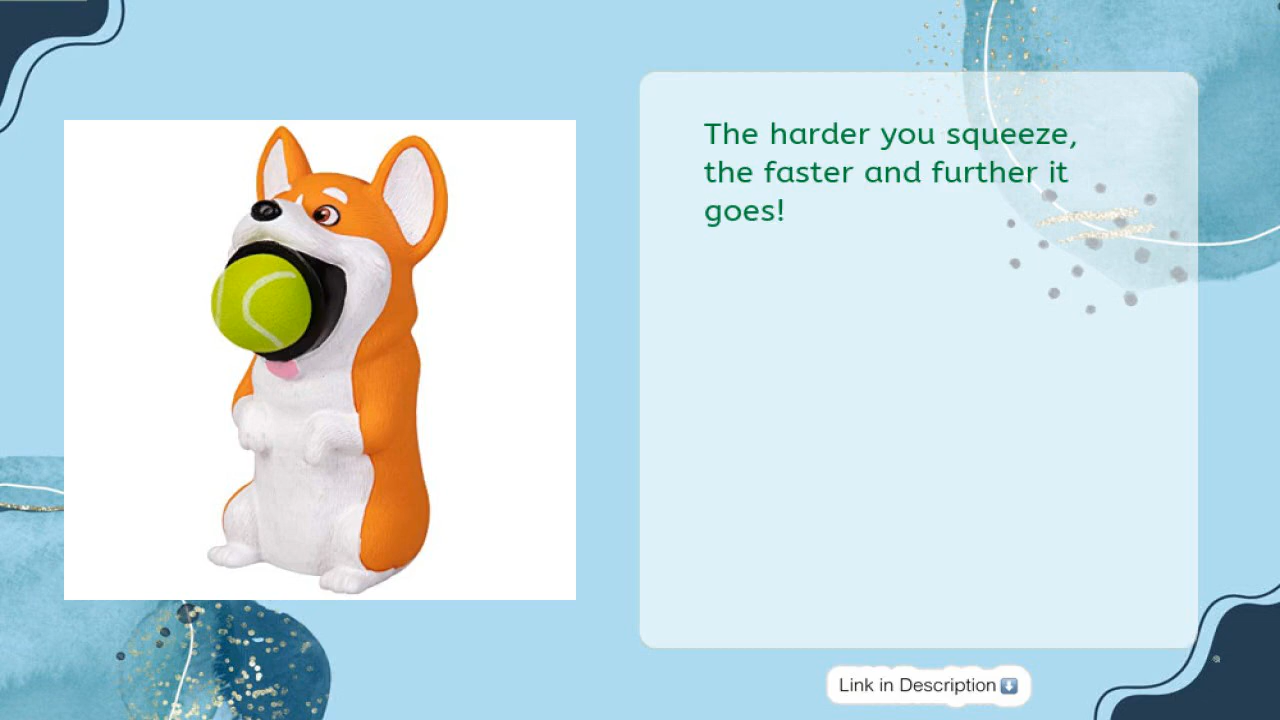 The harder you squeeze,
the faster and further it
goes!
Link in Description⬇️